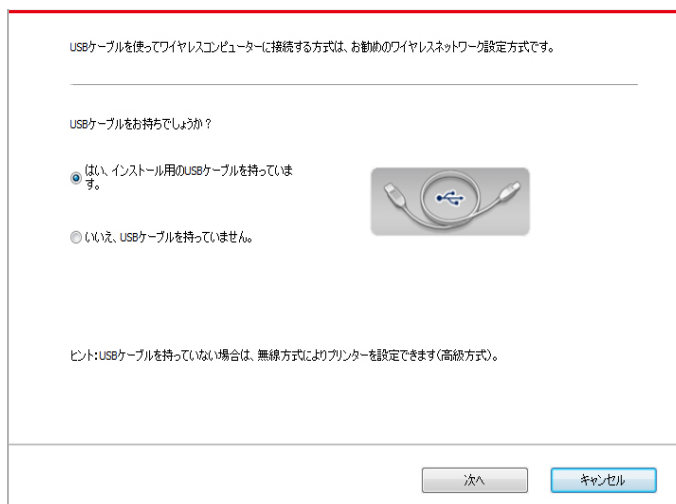 USBケーブルを使ってワイヤレスコンピューターに接続する方式は、お勧めのワイヤレスネットワーク設定方式です。
USBケーブルをお持ちでしょうか？
はい、インストール用のUSBケーブルを持っていま
す。
いいえ、USBケーブルを持っていません。
ヒント:USBケーブルを持っていない場合は、無線方式によりプリンターを設定できます(高級方式)。
次へ
キャンセル